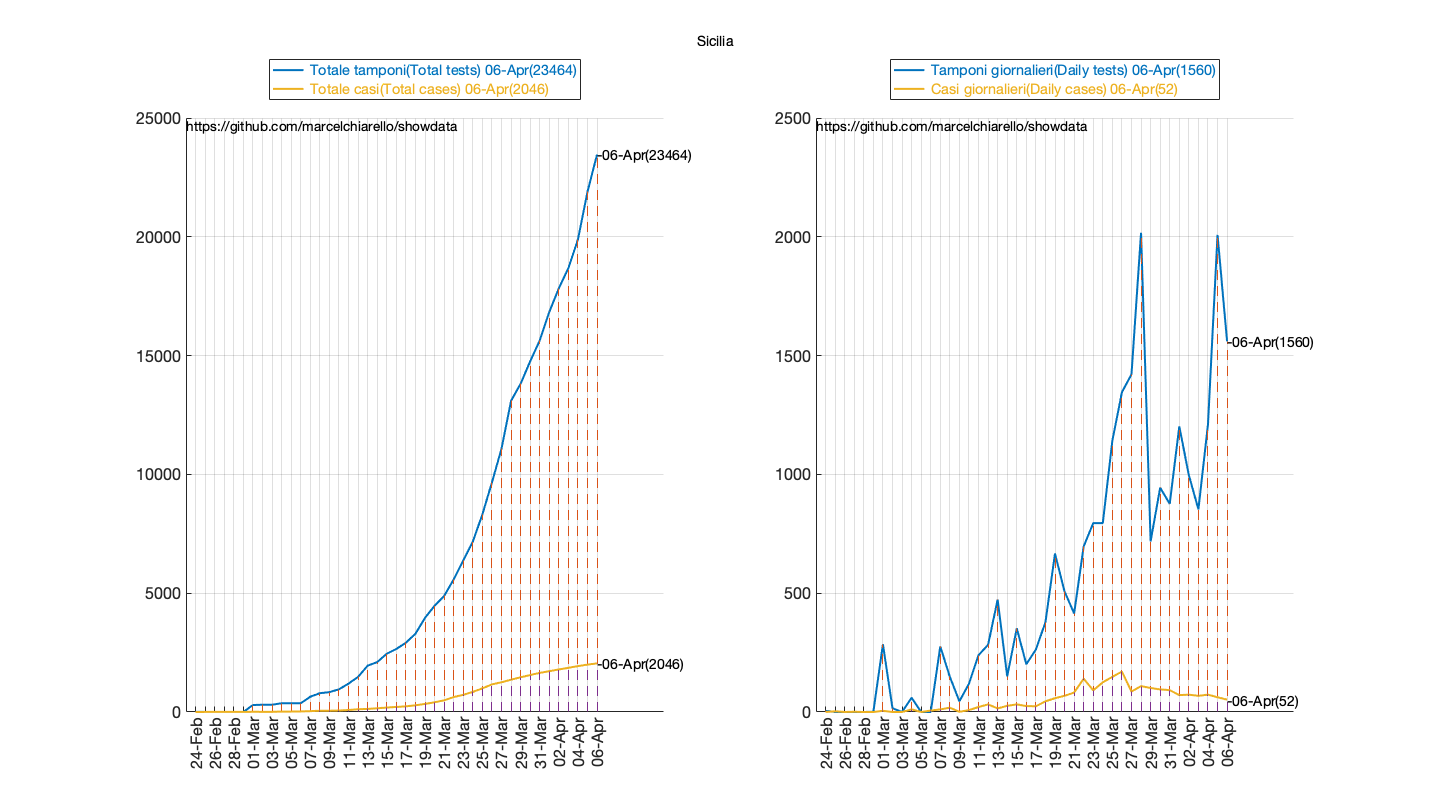 Sicilia
Totale tamponi(Total tests) 06-Apr(23464)
Totale casi(Total cases) 06-Apr(2046)
25000
https://github.com/marcelchiarello/showdata
06-Apr(23464)
20000
15000
10000
5000
06-Apr(2046)
0
24-Feb
26-Feb
28-Feb
01-Mar
03-Mar
05-Mar
07-Mar
09-Mar
11-Mar
13-Mar
15-Mar
17-Mar
19-Mar
21-Mar
23-Mar
25-Mar
27-Mar
29-Mar
31-Mar
02-Apr
04-Apr
06-Apr
Tamponi giornalieri(Daily tests) 06-Apr(1560)
Casi giornalieri(Daily cases) 06-Apr(52)
2500
https://github.com/marcelchiarello/showdata
2000
1500
06-Apr(1560)
1000
500
06-Apr(52)
0
24-Feb
26-Feb
28-Feb
01-Mar
03-Mar
05-Mar
07-Mar
09-Mar
11-Mar
13-Mar
15-Mar
17-Mar
19-Mar
21-Mar
23-Mar
25-Mar
27-Mar
29-Mar
31-Mar
02-Apr
04-Apr
06-Apr